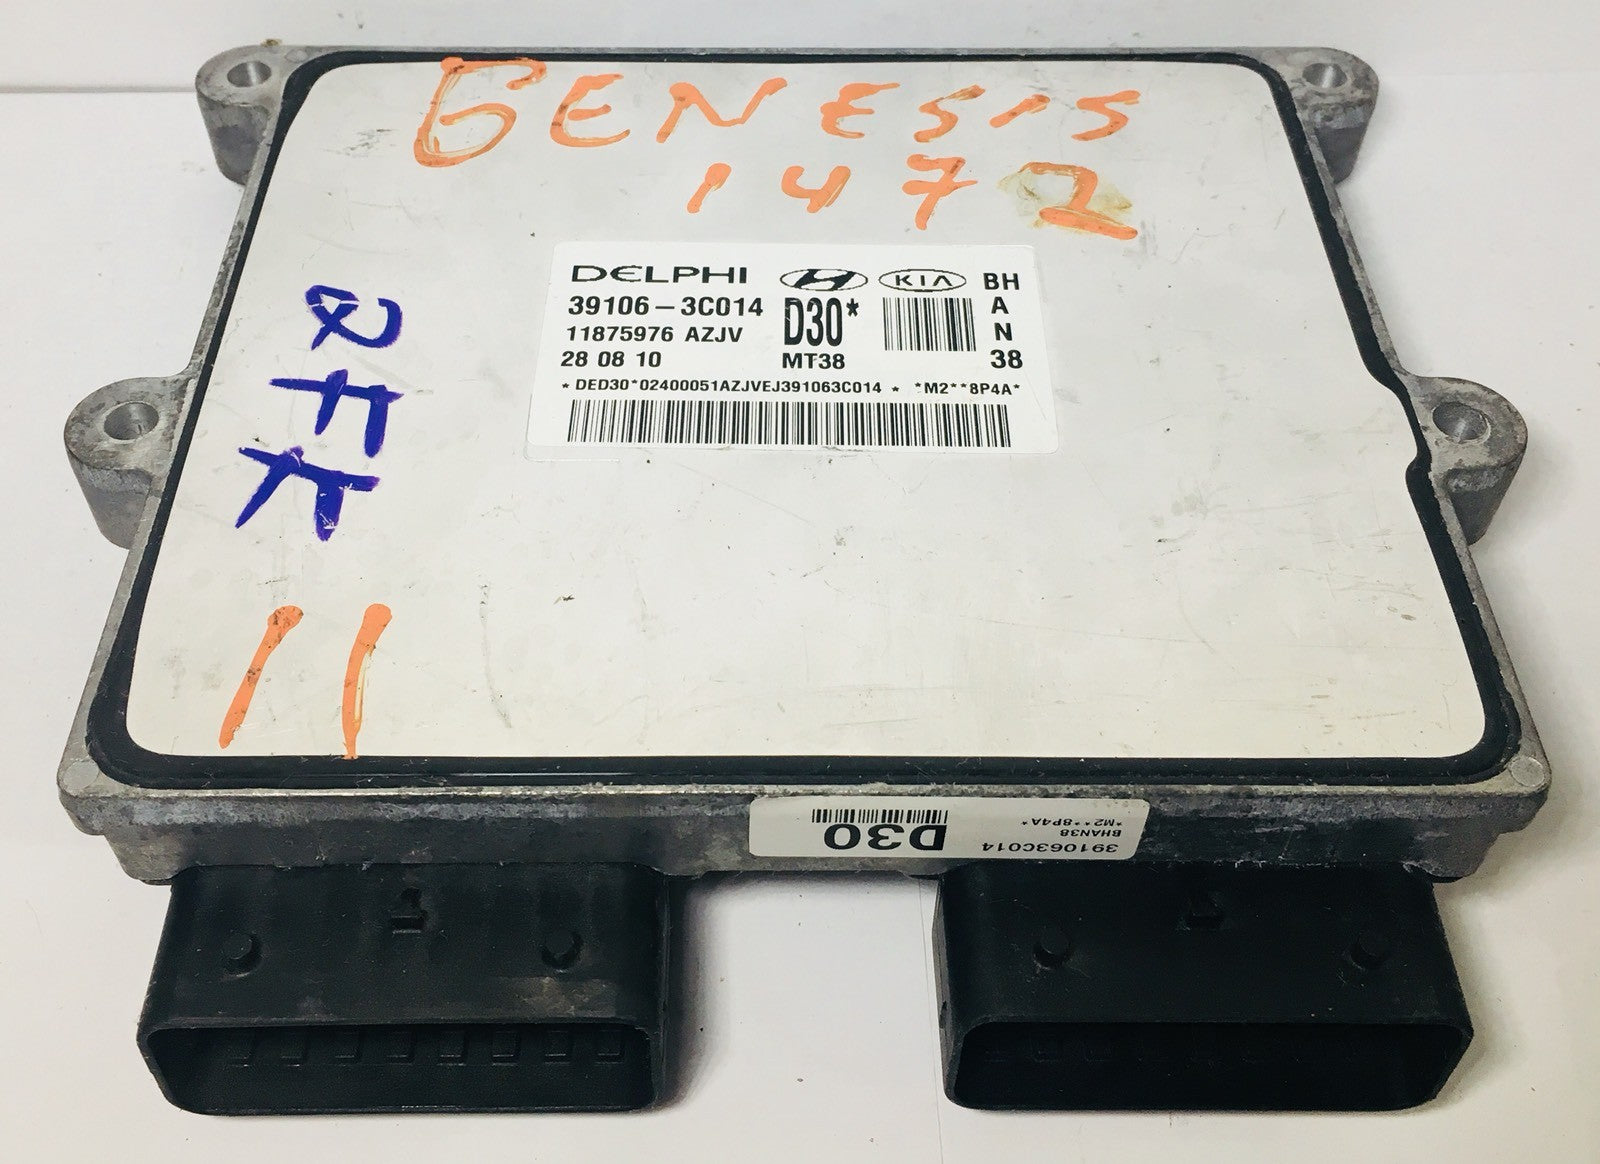 GENESIS
1472
DELPHI KIA BH
39106-3C014 D30* A
11875976 AZJV N
28 08 10 MT38 38
*DED30*02400051AZJVEJ391063C014 * *M2**8P4A*
11
D30
391063C014
BHAN38
*M2**8P4A*